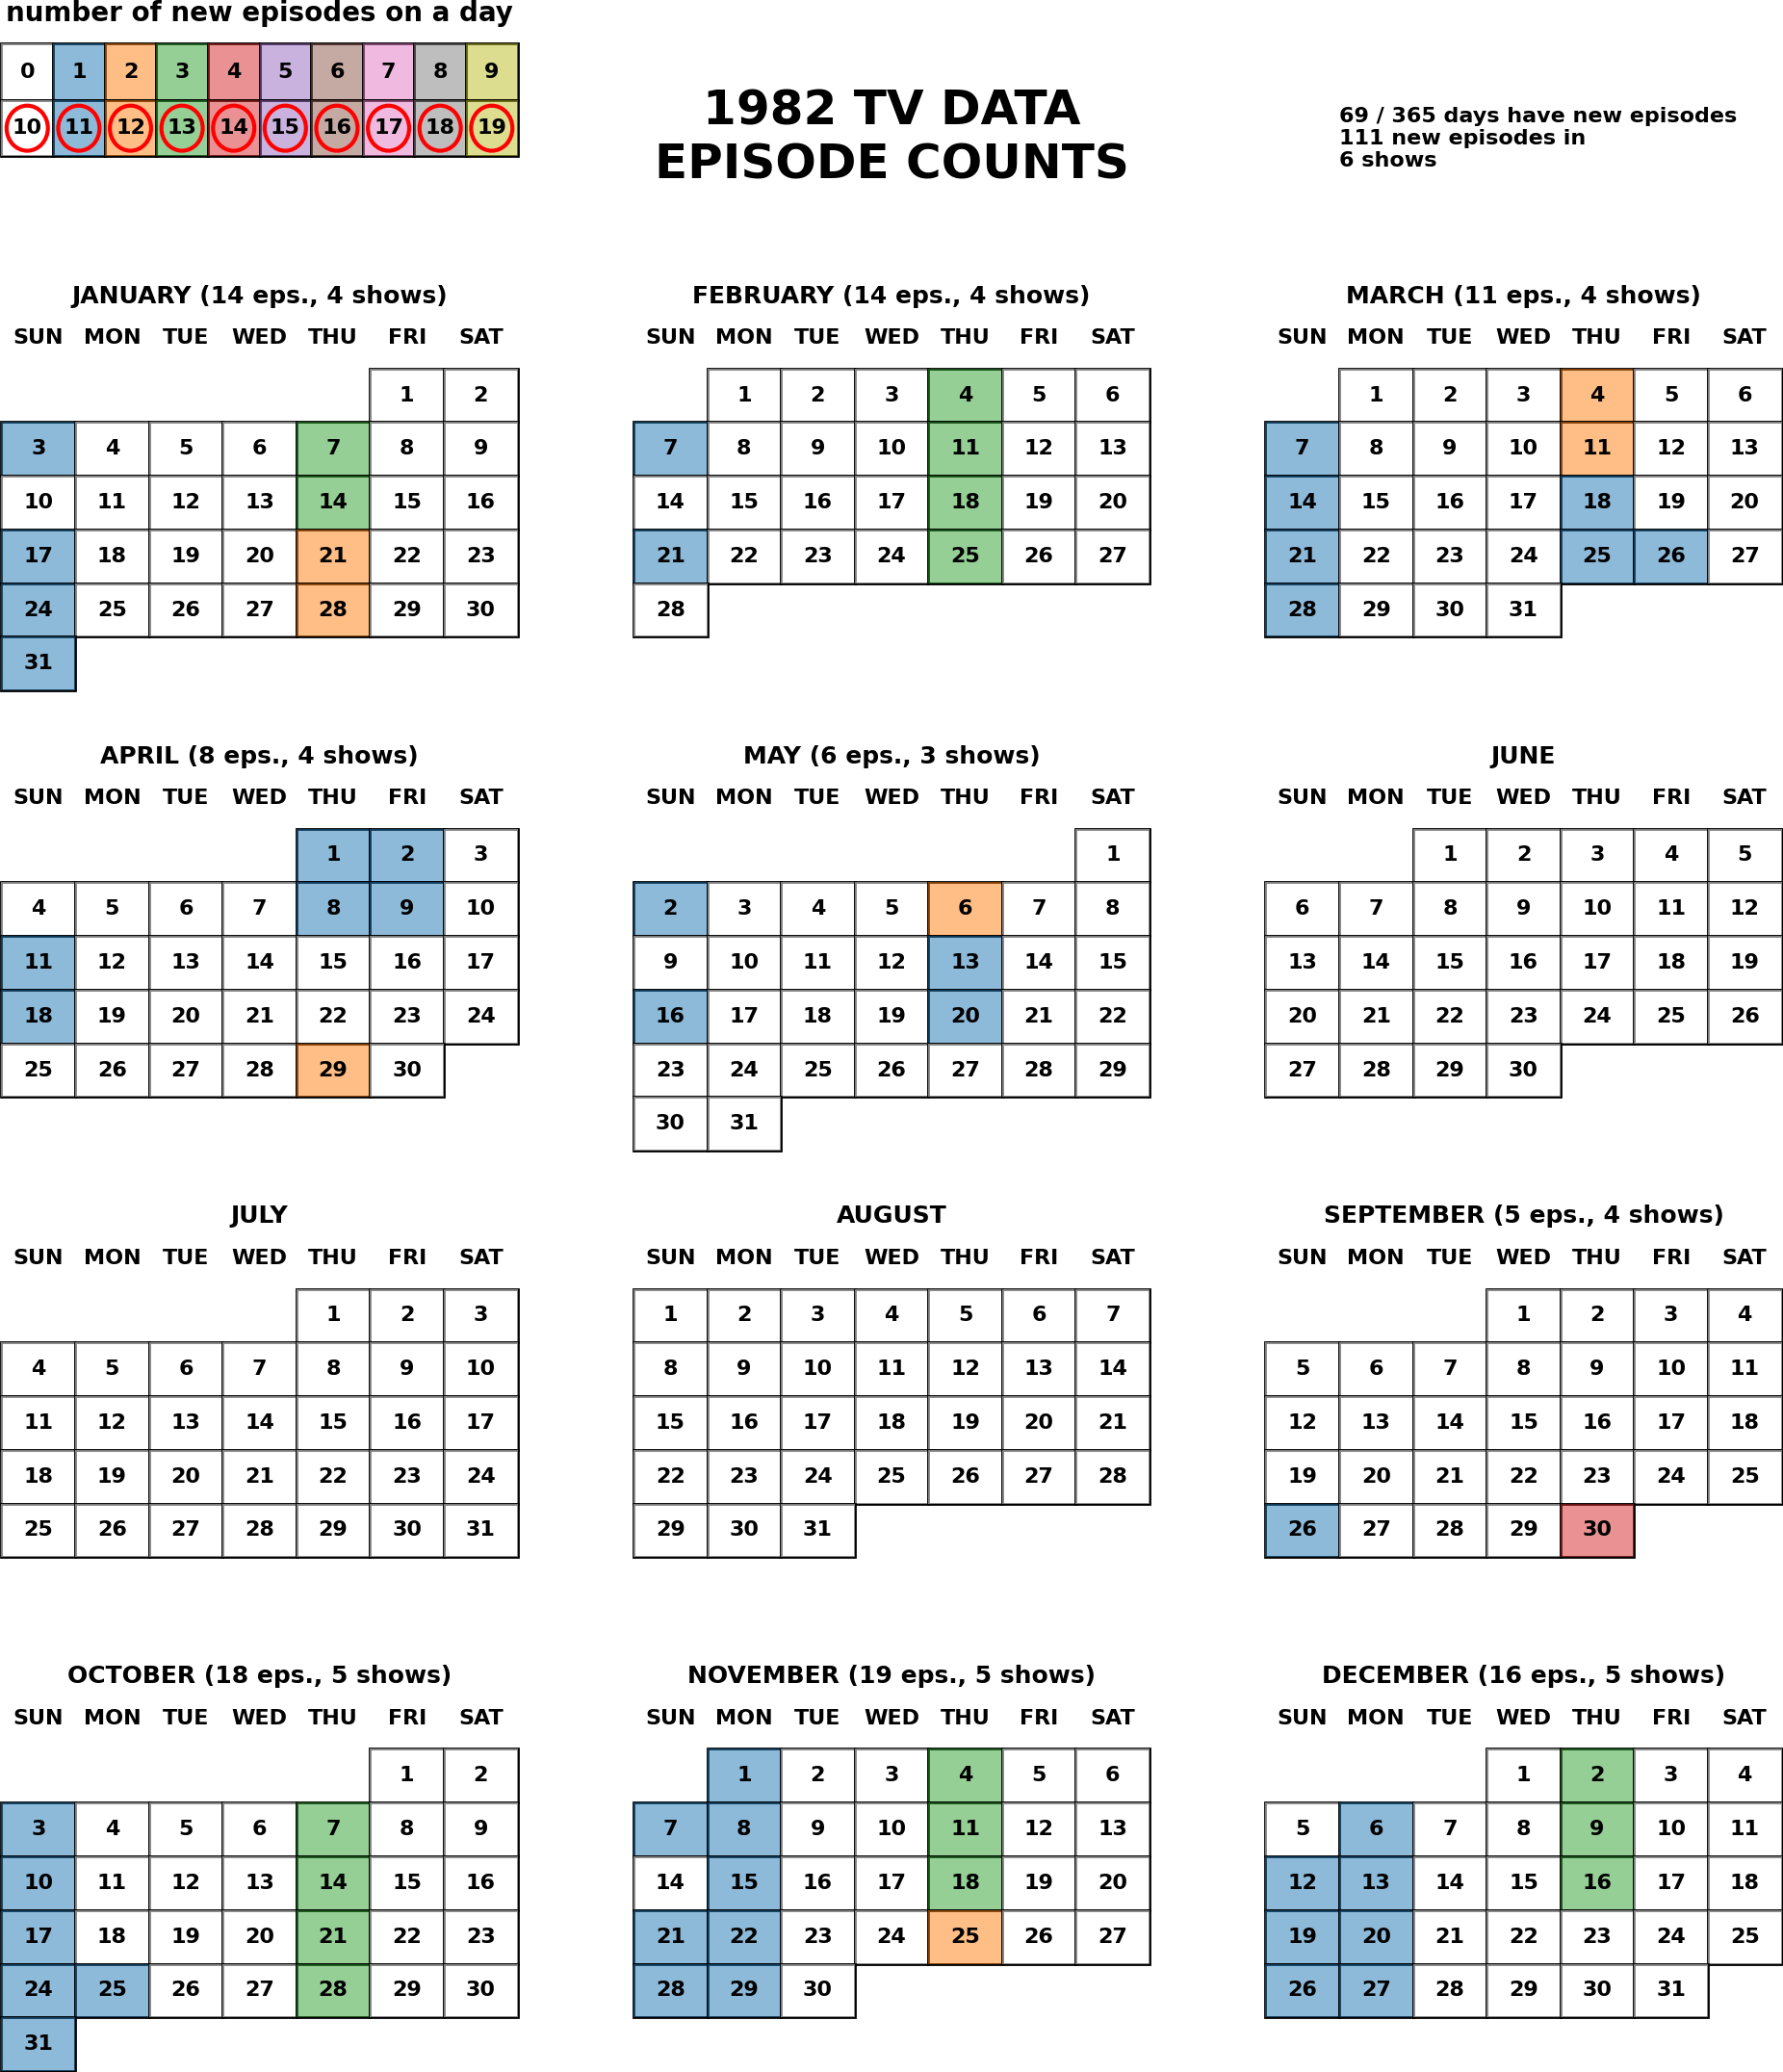 number of new episodes on a day
0 1 2 3 4 5 6 7 8 9
10 11 12 13 14 15 16 17 18 19
1982 TV DATA
EPISODE COUNTS
69 / 365 days have new episodes
111 new episodes in
6 shows
JANUARY (14 eps., 4 shows)
SUN MON TUE WED THU FRI SAT
1 2
3 4 5 6 7 8 9
10 11 12 13 14 15 16
17 18 19 20 21 22 23
24 25 26 27 28 29 30
31
FEBRUARY (14 eps., 4 shows)
SUN MON TUE WED THU FRI SAT
1 2 3 4 5 6
7 8 9 10 11 12 13
14 15 16 17 18 19 20
21 22 23 24 25 26 27
28
MARCH (11 eps., 4 shows)
SUN MON TUE WED THU FRI SAT
1 2 3 4 5 6
7 8 9 10 11 12 13
14 15 16 17 18 19 20
21 22 23 24 25 26 27
28 29 30 31
APRIL (8 eps., 4 shows)
SUN MON TUE WED THU FRI SAT
1 2 3
4 5 6 7 8 9 10
11 12 13 14 15 16 17
18 19 20 21 22 23 24
25 26 27 28 29 30
MAY (6 eps., 3 shows)
SUN MON TUE WED THU FRI SAT
1
2 3 4 5 6 7 8
9 10 11 12 13 14 15
16 17 18 19 20 21 22
23 24 25 26 27 28 29
30 31
JUNE
SUN MON TUE WED THU FRI SAT
1 2 3 4 5
6 7 8 9 10 11 12
13 14 15 16 17 18 19
20 21 22 23 24 25 26
27 28 29 30
JULY
SUN MON TUE WED THU FRI SAT
1 2 3
4 5 6 7 8 9 10
11 12 13 14 15 16 17
18 19 20 21 22 23 24
25 26 27 28 29 30 31
AUGUST
SUN MON TUE WED THU FRI SAT
1 2 3 4 5 6 7
8 9 10 11 12 13 14
15 16 17 18 19 20 21
22 23 24 25 26 27 28
29 30 31
SEPTEMBER (5 eps., 4 shows)
SUN MON TUE WED THU FRI SAT
1 2 3 4
5 6 7 8 9 10 11
12 13 14 15 16 17 18
19 20 21 22 23 24 25
26 27 28 29 30
OCTOBER (18 eps., 5 shows)
SUN MON TUE WED THU FRI SAT
1 2
3 4 5 6 7 8 9
10 11 12 13 14 15 16
17 18 19 20 21 22 23
24 25 26 27 28 29 30
31
NOVEMBER (19 eps., 5 shows)
SUN MON TUE WED THU FRI SAT
1 2 3 4 5 6
7 8 9 10 11 12 13
14 15 16 17 18 19 20
21 22 23 24 25 26 27
28 29 30
DECEMBER (16 eps., 5 shows)
SUN MON TUE WED THU FRI SAT
1 2 3 4
5 6 7 8 9 10 11
12 13 14 15 16 17 18
19 20 21 22 23 24 25
26 27 28 29 30 31